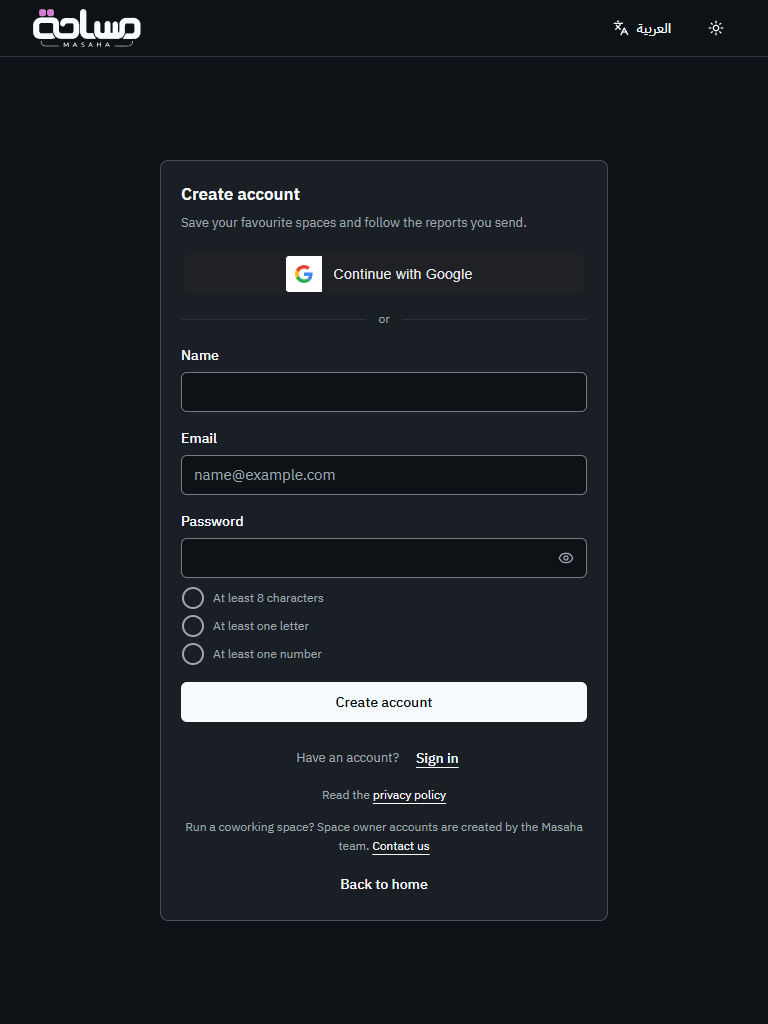 مساحة
MASAHA
العربية
Create account
Save your favourite spaces and follow the reports you send.
Continue with Google
or
Name
Email
name@example.com
Password
At least 8 characters
At least one letter
At least one number
Create account
Have an account? Sign in
Read the privacy policy
Run a coworking space? Space owner accounts are created by the Masaha
team. Contact us
Back to home